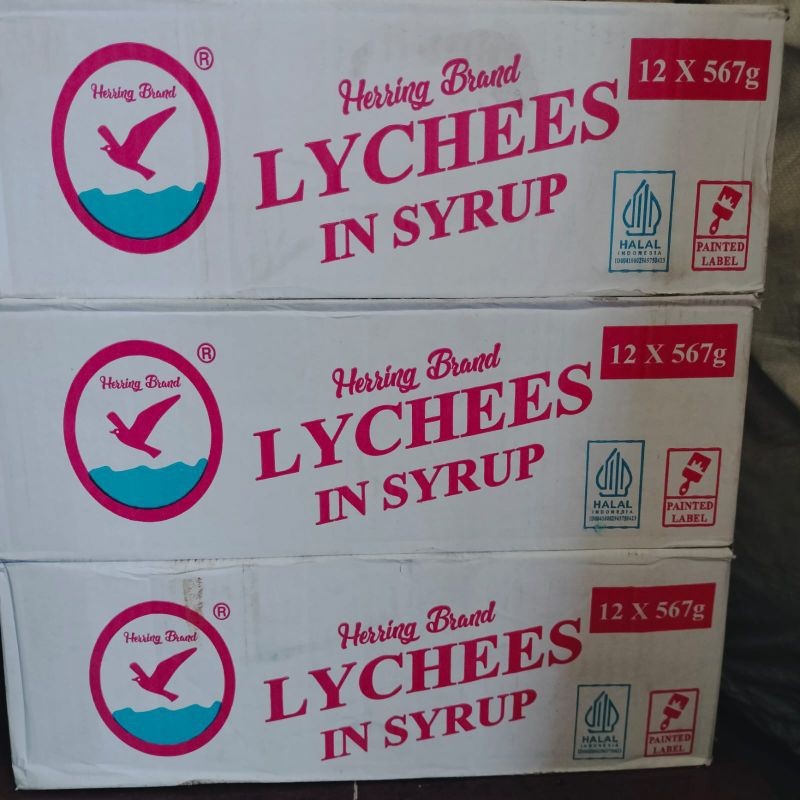 Herring Brand
®
Herring Brand
LYCHEES
IN SYRUP
12 X 567g
HALAL
INDONESIA
PAINTED
LABEL
Herring Brand
®
Herring Brand
LYCHEES
IN SYRUP
12 X 567g
HALAL
INDONESIA
PAINTED
LABEL
Herring Brand
®
Herring Brand
LYCHEES
IN SYRUP
12 X 567g
HALAL
INDONESIA
PAINTED
LABEL